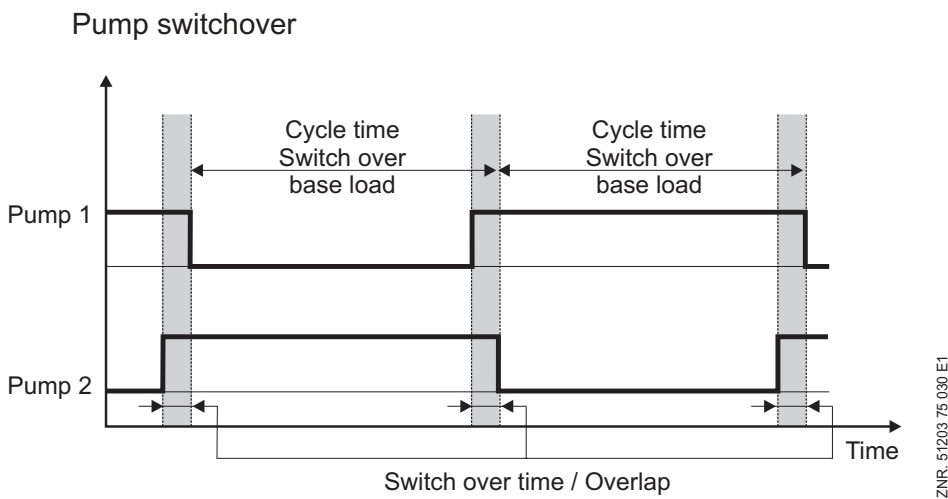 Pump switchover
Cycle time
Switch over
base load
Cycle time
Switch over
base load
Pump 1
Pump 2
Time
Switch over time / Overlap
ZNR. 51203 75 030 E1